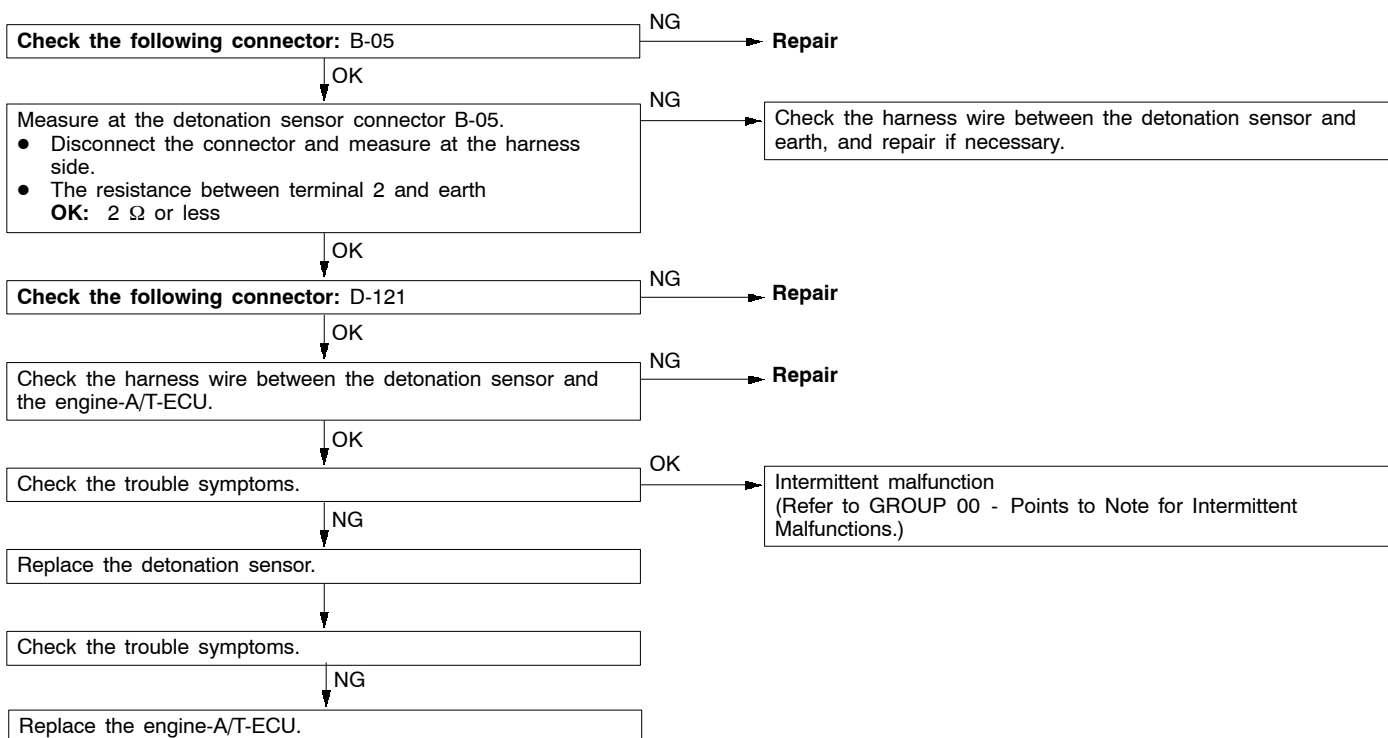 NG
Check the following connector: B-05
Repair
OK
NG
Measure at the detonation sensor connector B-05.
● Disconnect the connector and measure at the harness
side.
● The resistance between terminal 2 and earth
OK: 2 Ω or less
Check the harness wire between the detonation sensor and
earth, and repair if necessary.
OK
NG
Check the following connector: D-121
Repair
OK
NG
Check the harness wire between the detonation sensor and
the engine-A/T-ECU.
Repair
OK
OK
Check the trouble symptoms.
Intermittent malfunction
(Refer to GROUP 00 - Points to Note for Intermittent
Malfunctions.)
NG
Replace the detonation sensor.
Check the trouble symptoms.
NG
Replace the engine-A/T-ECU.